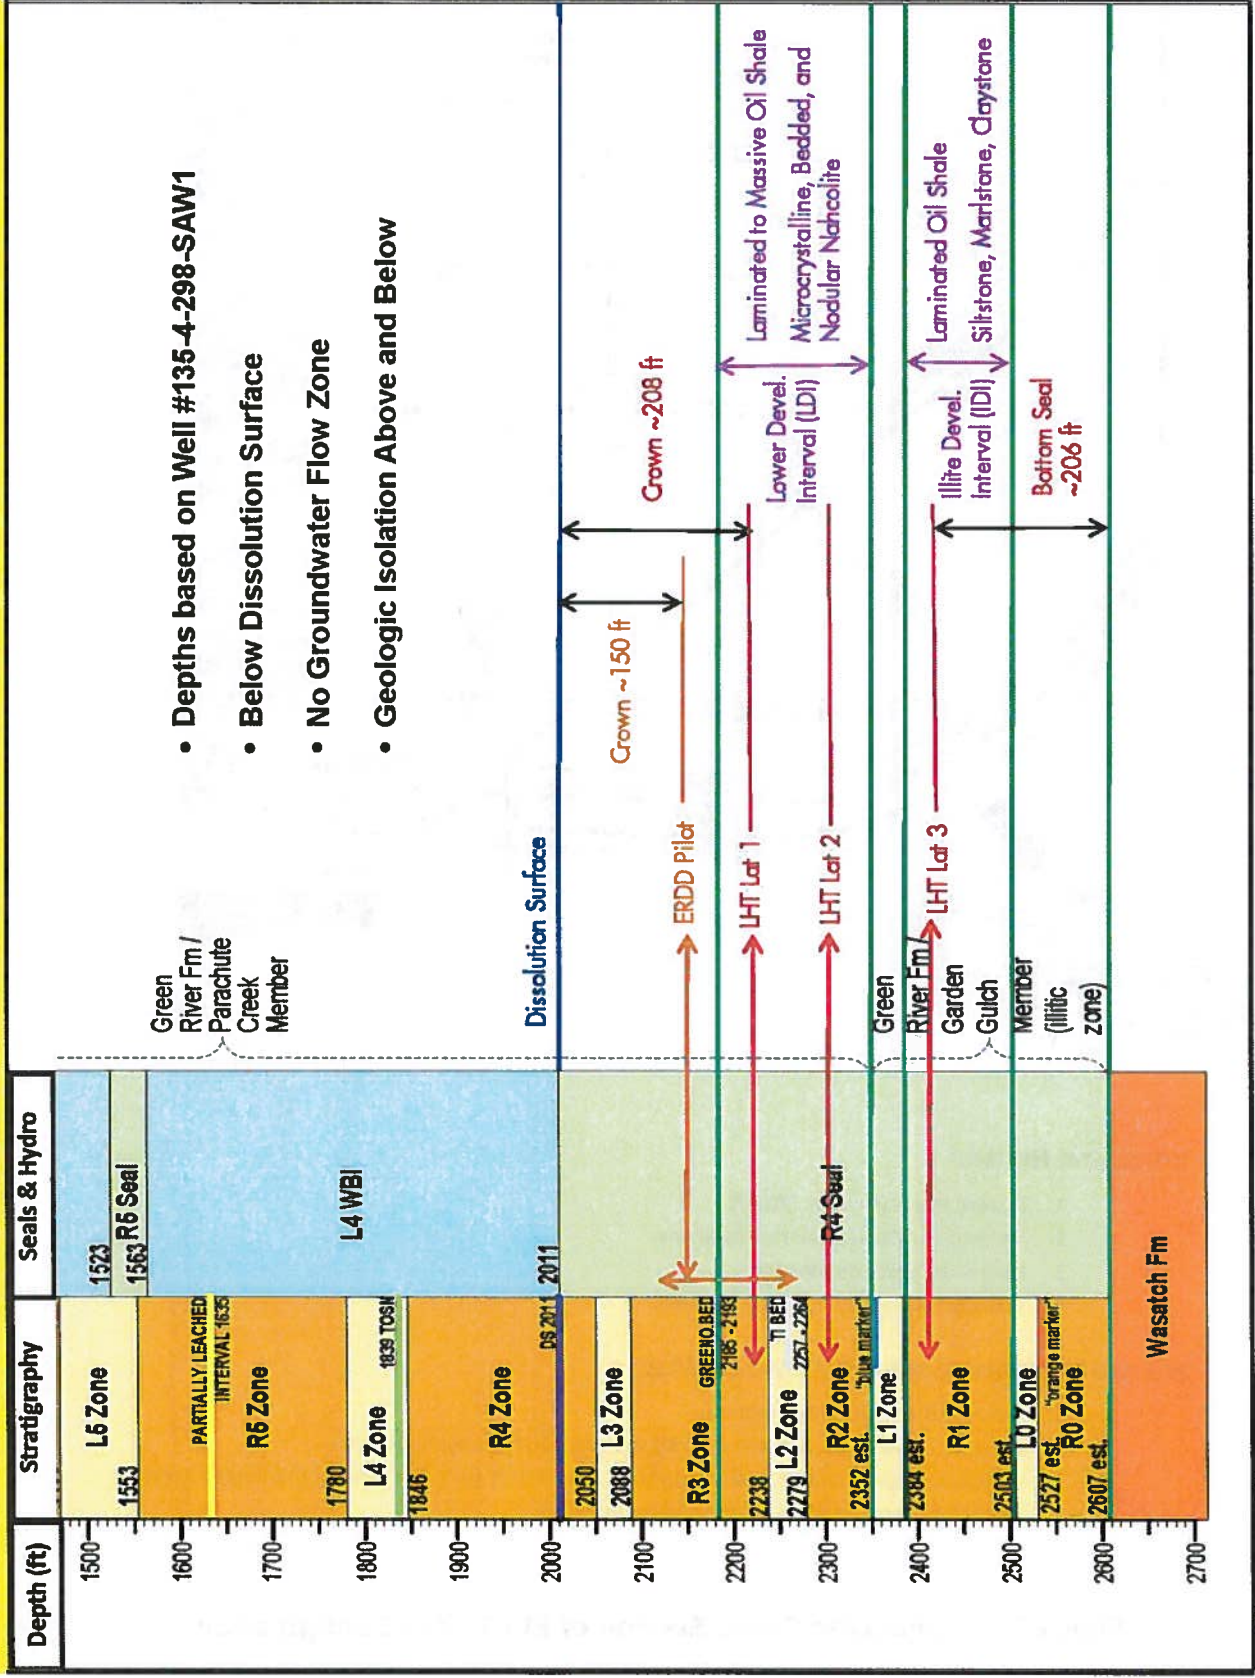 Depth (ft)
Stratigraphy
Seals & Hydro
1500
1600
1700
1800
1900
2000
2100
2200
2300
2400
2500
2600
2700
L5 Zone
1553
PARTIALLY LEACHED
INTERVAL 1635
R5 Zone
1780
L4 Zone
1839 TOSN
1846
R4 Zone
DS 2011
2050
L3 Zone
2088
R3 Zone
GREENO.BED
2185 - 2193
2238
TI BED
L2 Zone
2257 - 2264
2279
R2 Zone
"blue marker"
2352 est.
L1 Zone
2384 est.
R1 Zone
2503 est.
L0 Zone
"orange marker"
2527 est.
R0 Zone
2607 est.
Wasatch Fm
1523
R5 Seal
1563
L4 WBI
2011
R4 Seal
Green
River Fm /
Parachute
Creek
Member
Dissolution Surface
Green
River Fm /
Garden
Gulch
Member
(illitic
zone)
ERDD Pilot
LHT Lat 1
LHT Lat 2
LHT Lat 3
Crown ~150 ft
Crown ~208 ft
Lower Devel.
Interval (LDI)
Illite Devel.
Interval (IDI)
Bottom Seal
~206 ft
Laminated to Massive Oil Shale
Microcrystalline, Bedded, and
Nodular Nahcolite
Laminated Oil Shale
Siltstone, Marlstone, Claystone
• Depths based on Well #135-4-298-SAW1
• Below Dissolution Surface
• No Groundwater Flow Zone
• Geologic Isolation Above and Below